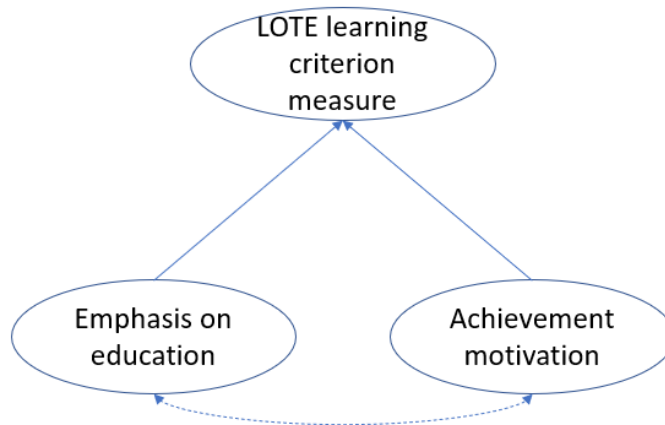 LOTE learning
criterion
measure
Emphasis on
education
Achievement
motivation